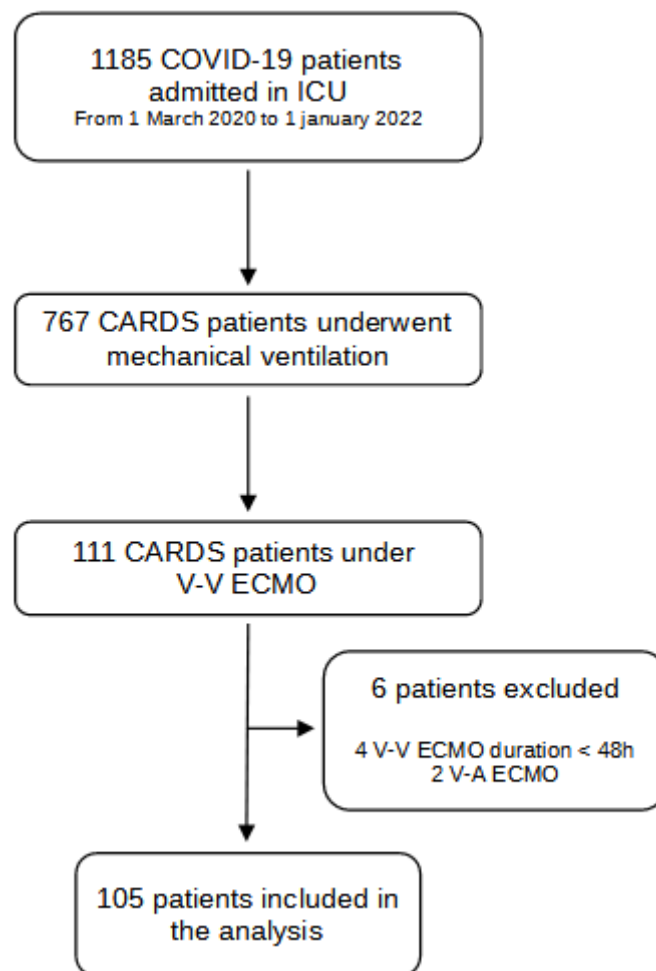 1185 COVID-19 patients
admitted in ICU
From 1 March 2020 to 1 january 2022
767 CARDS patients underwent
mechanical ventilation
111 CARDS patients under
V-V ECMO
6 patients excluded
4 V-V ECMO duration < 48h
2 V-A ECMO
105 patients included in
the analysis